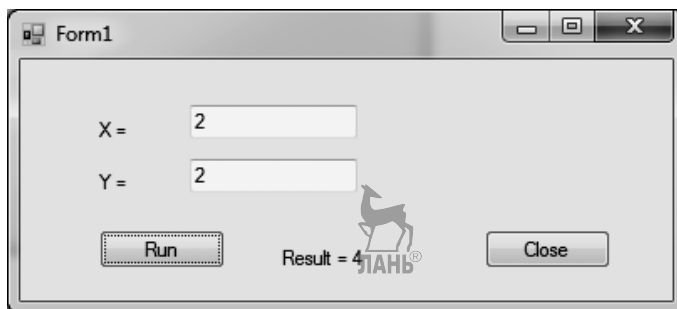 Form1
X =
2
Y =
2
Run
Result = 4
ЛАНЬ®
Close